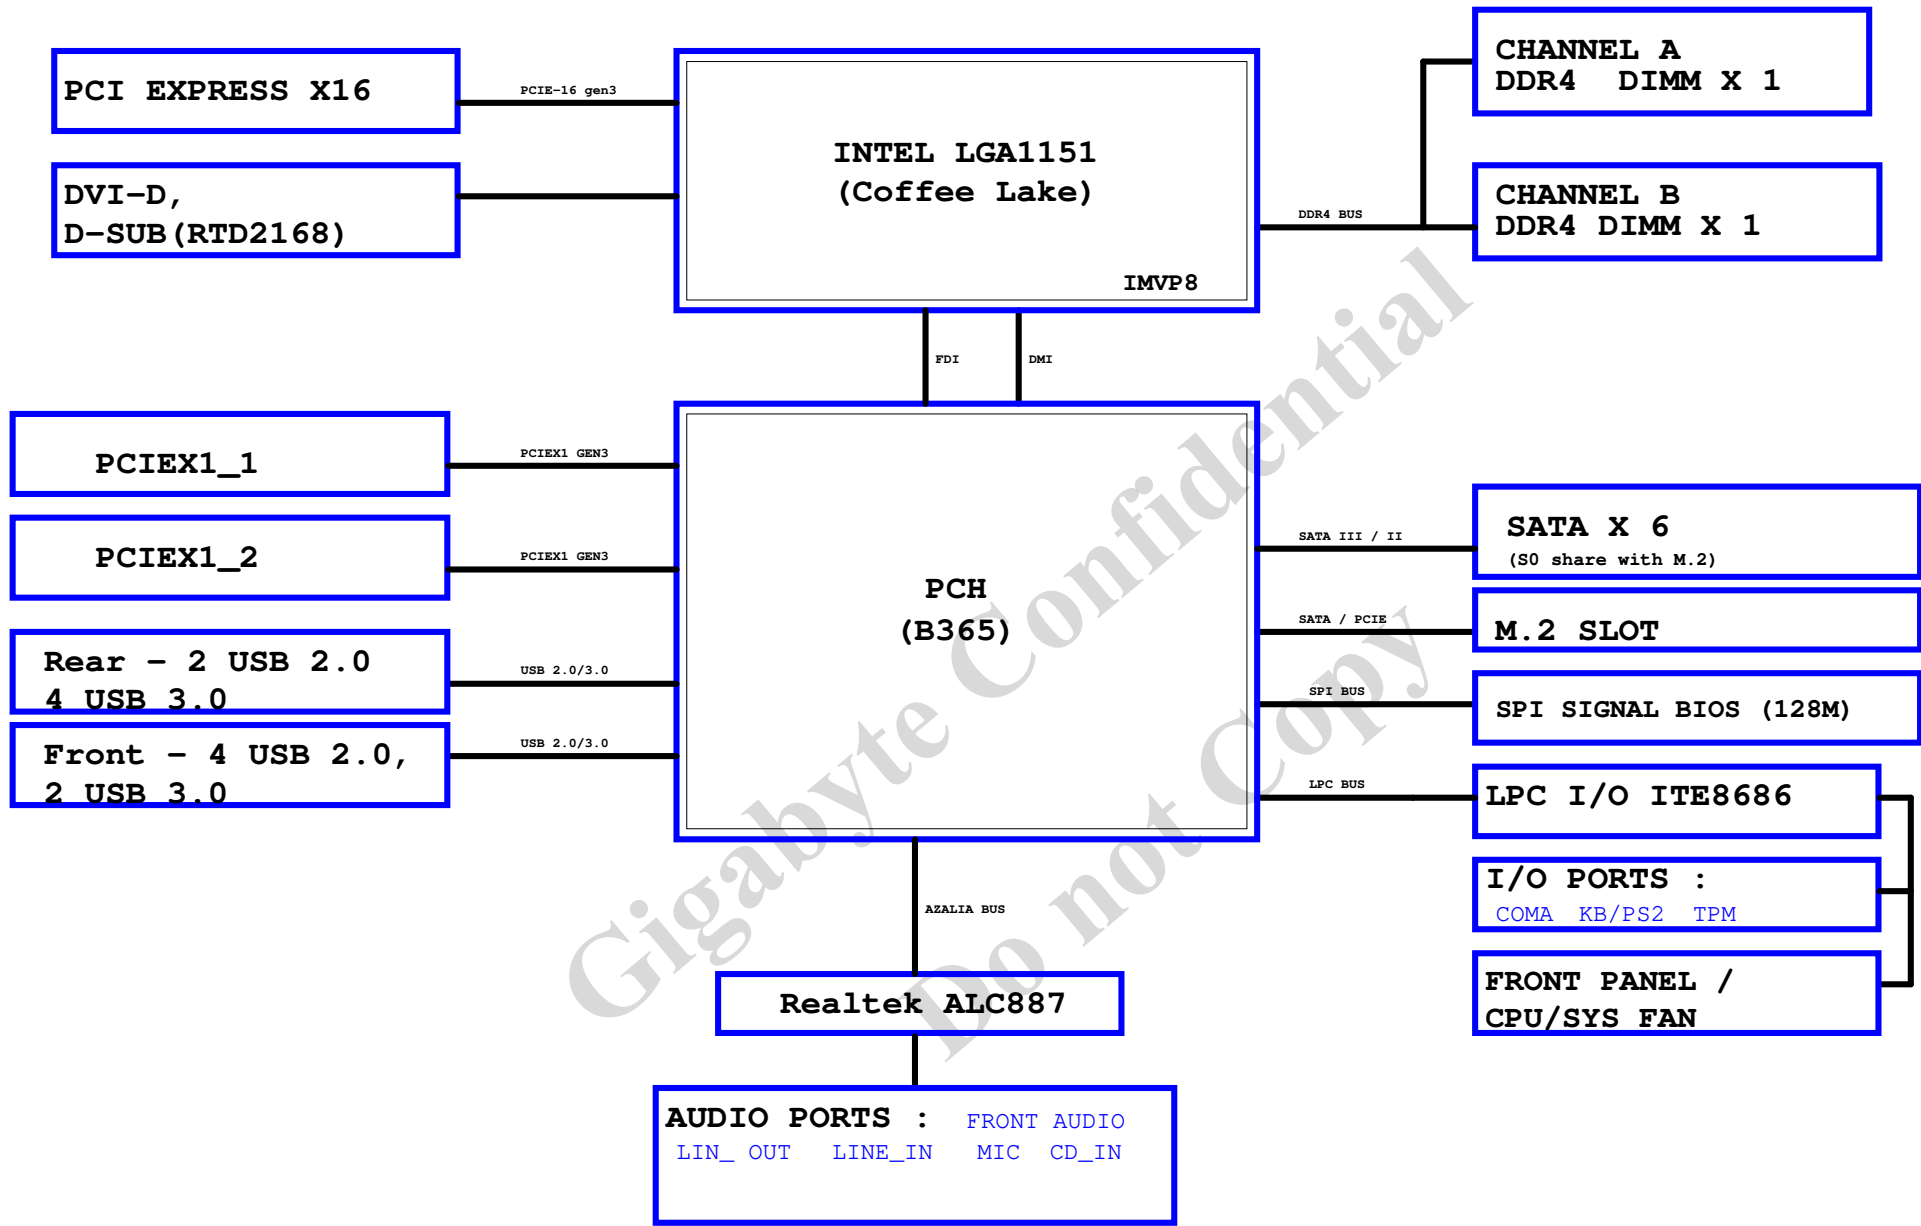 PCI EXPRESS X16
PCIE-16 gen3
DVI-D,
D-SUB(RTD2168)
INTEL LGA1151
(Coffee Lake)
IMVP8
CHANNEL A
DDR4 DIMM X 1
DDR4 BUS
CHANNEL B
DDR4 DIMM X 1
FDI
DMI
PCIEX1_1
PCIEX1 GEN3
PCIEX1_2
PCIEX1 GEN3
Rear - 2 USB 2.0
4 USB 3.0
USB 2.0/3.0
Front - 4 USB 2.0,
2 USB 3.0
USB 2.0/3.0
PCH
(B365)
SATA III / II
SATA X 6
(S0 share with M.2)
SATA / PCIE
M.2 SLOT
SPI BUS
SPI SIGNAL BIOS (128M)
LPC BUS
LPC I/O ITE8686
I/O PORTS :
COMA KB/PS2 TPM
FRONT PANEL /
CPU/SYS FAN
AZALIA BUS
Realtek ALC887
AUDIO PORTS : FRONT AUDIO
LIN_ OUT LINE_IN MIC CD_IN
Gigabyte Confidential
Do not Copy